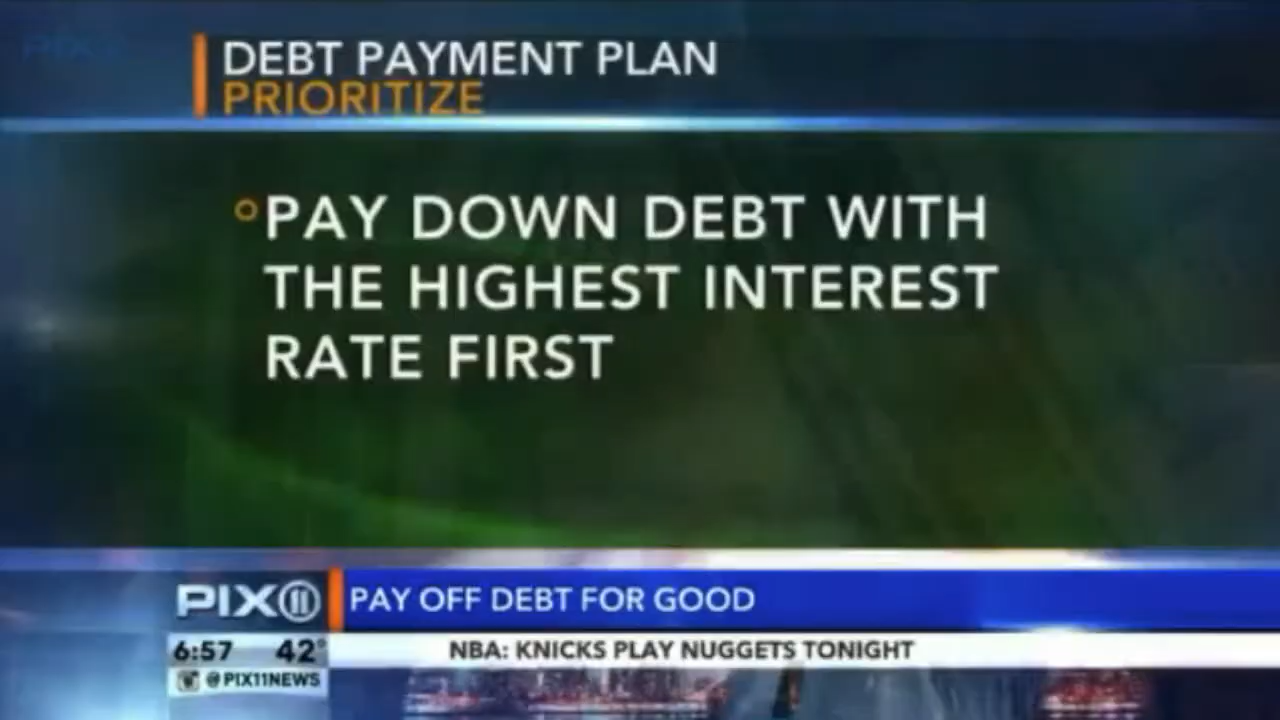 DEBT PAYMENT PLAN
PRIORITIZE
PAY DOWN DEBT WITH
THE HIGHEST INTEREST
RATE FIRST
PIX11 PAY OFF DEBT FOR GOOD
6:57 42° NBA: KNICKS PLAY NUGGETS TONIGHT
@PIX11NEWS